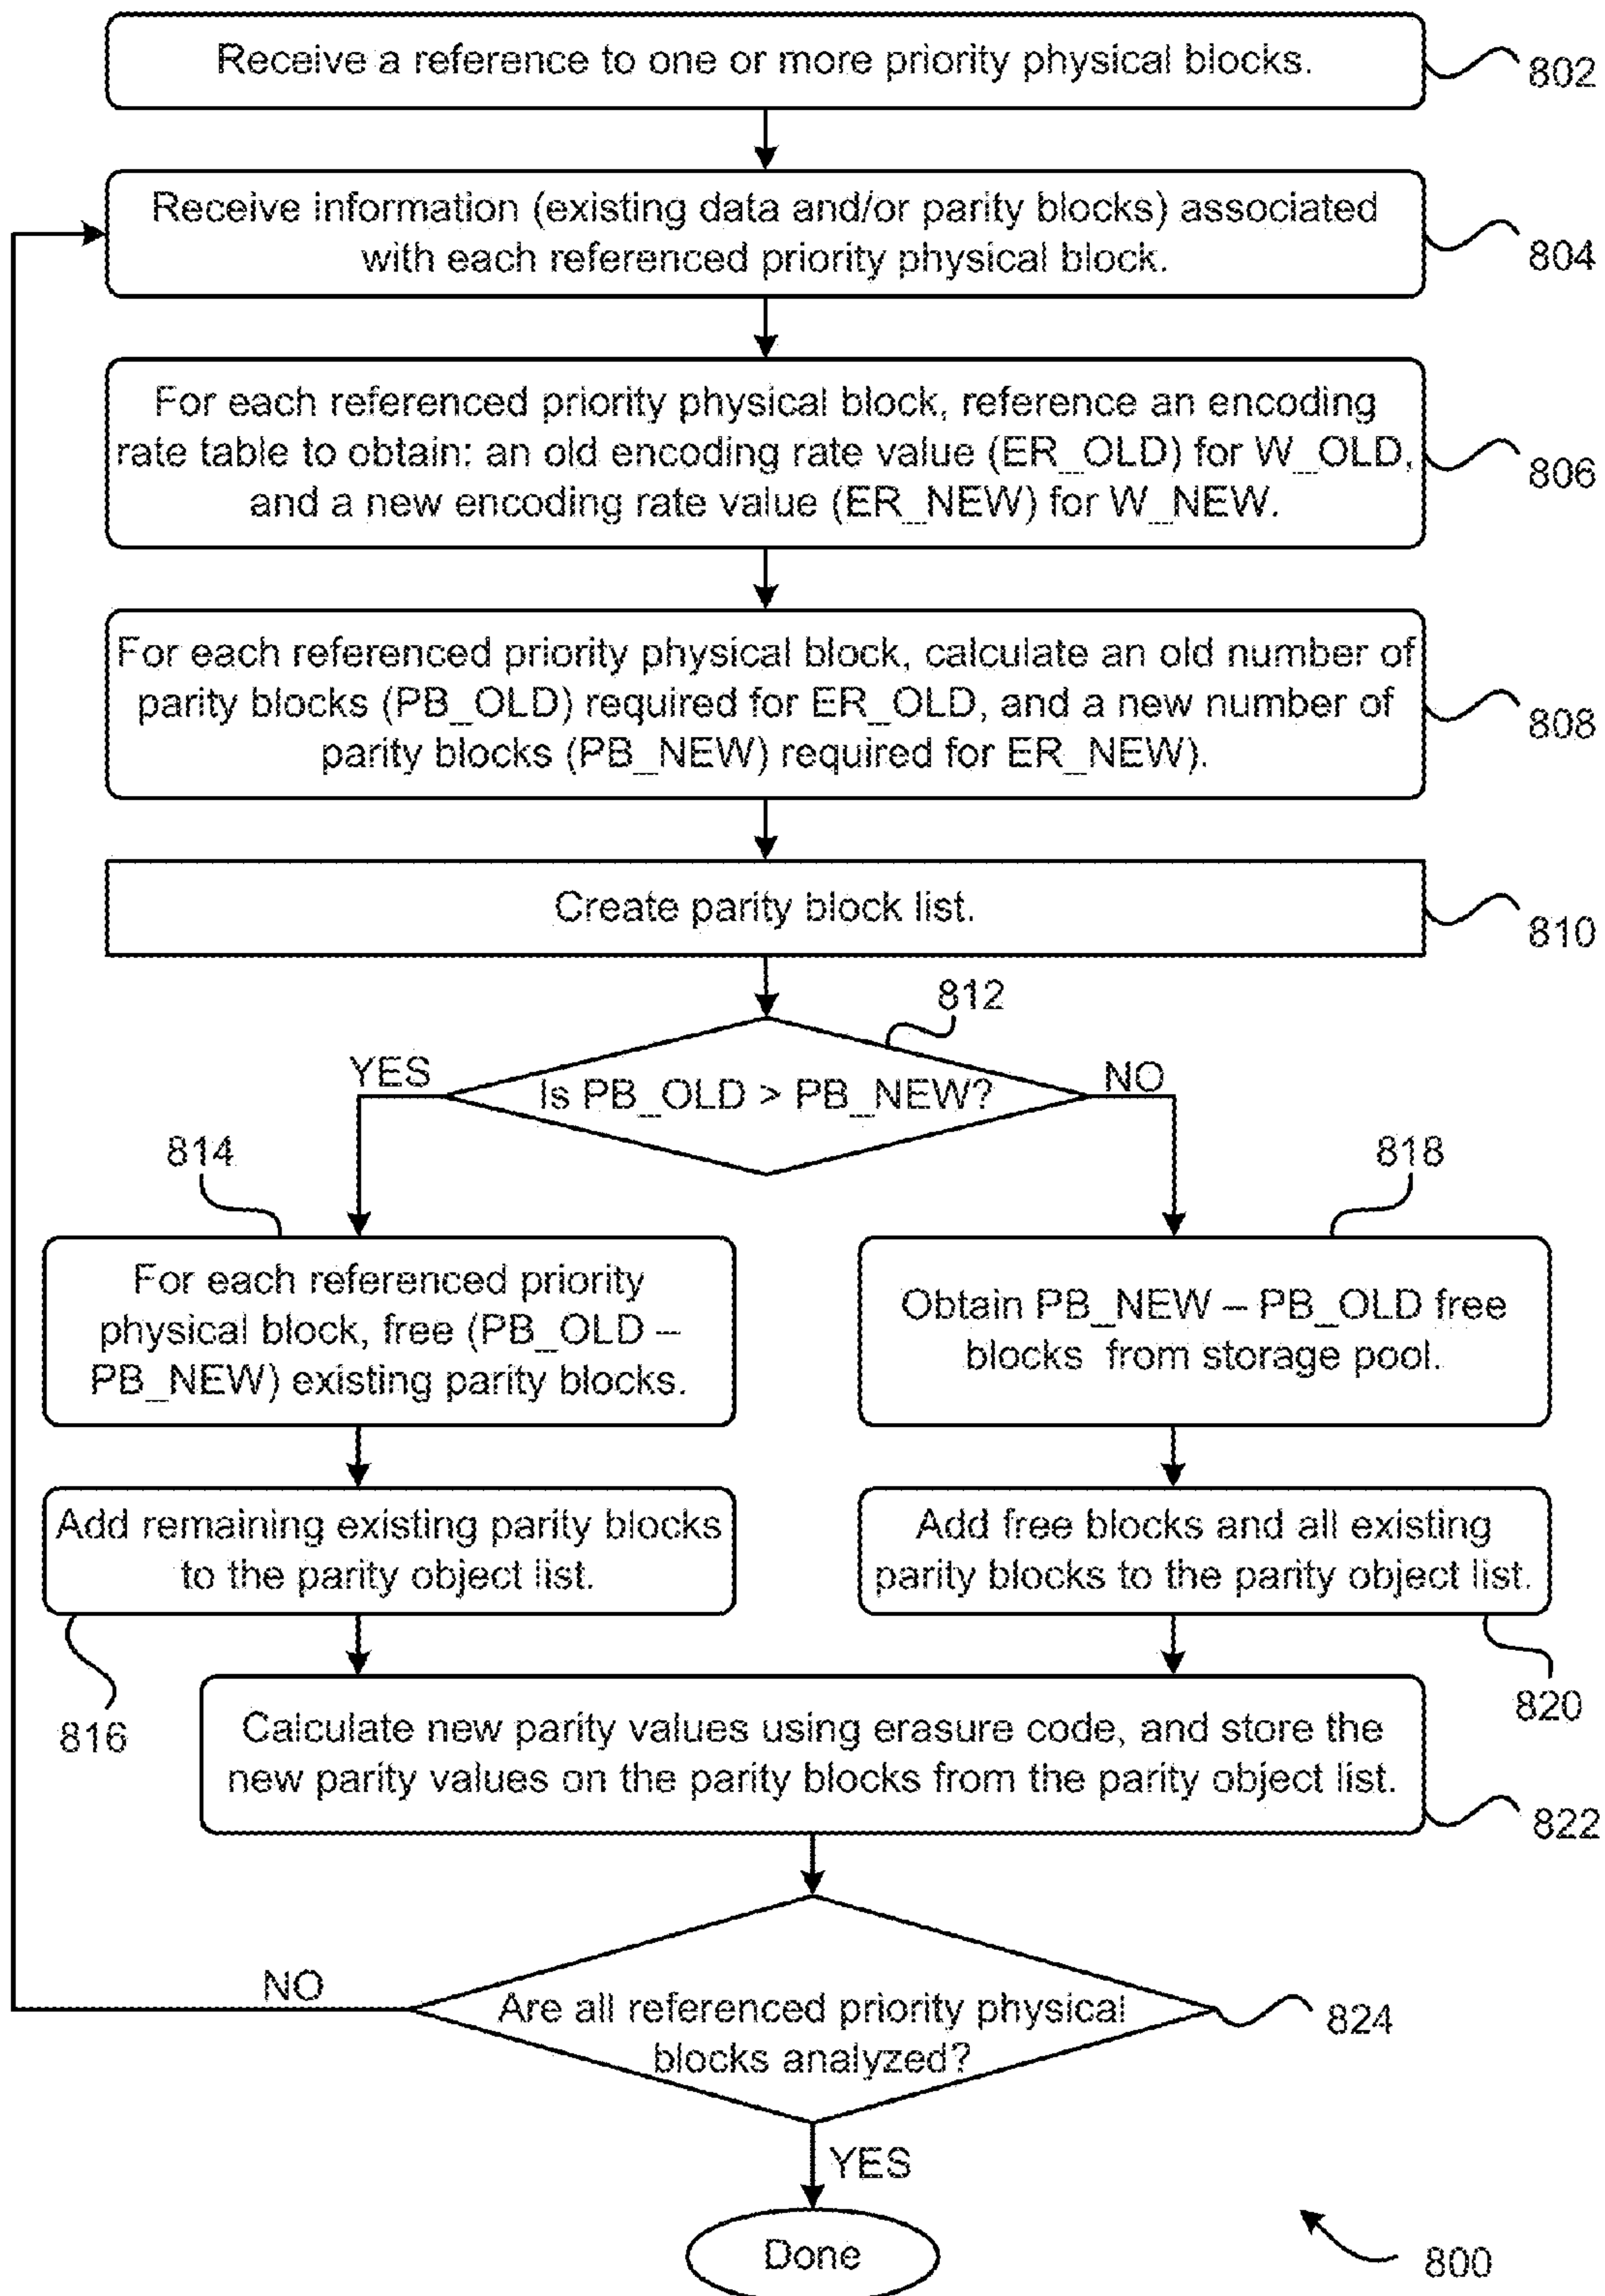 Receive a reference to one or more priority physical blocks.
802
Receive information (existing data and/or parity blocks) associated
with each referenced priority physical block.
804
For each referenced priority physical block, reference an encoding
rate table to obtain: an old encoding rate value (ER_OLD) for W_OLD,
and a new encoding rate value (ER_NEW) for W_NEW.
806
For each referenced priority physical block, calculate an old number of
parity blocks (PB_OLD) required for ER_OLD, and a new number of
parity blocks (PB_NEW) required for ER_NEW).
808
Create parity block list.
810
812
YES
Is PB_OLD > PB_NEW?
NO
814
818
For each referenced priority
physical block, free (PB_OLD –
PB_NEW) existing parity blocks.
Obtain PB_NEW – PB_OLD free
blocks from storage pool.
Add remaining existing parity blocks
to the parity object list.
Add free blocks and all existing
parity blocks to the parity object list.
816
820
Calculate new parity values using erasure code, and store the
new parity values on the parity blocks from the parity object list.
822
NO
Are all referenced priority physical
blocks analyzed?
824
YES
Done
800